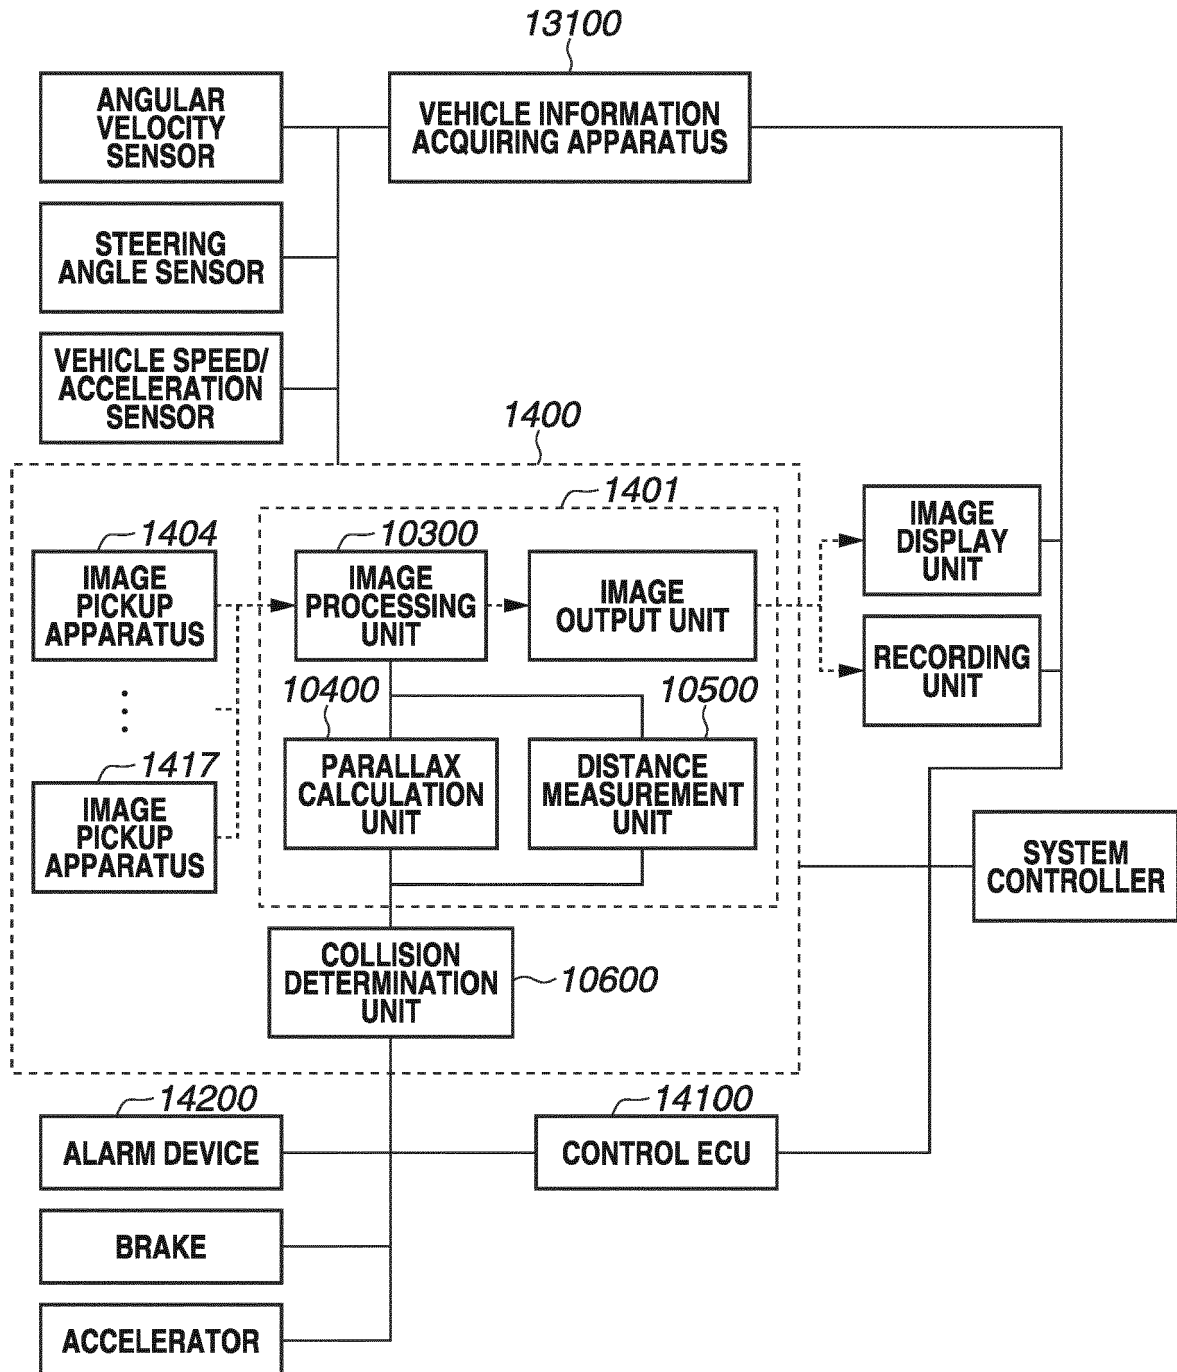 13100
ANGULAR
VELOCITY
SENSOR
VEHICLE INFORMATION
ACQUIRING APPARATUS
STEERING
ANGLE SENSOR
VEHICLE SPEED/
ACCELERATION
SENSOR
1400
1401
1404
IMAGE
PICKUP
APPARATUS
10300
IMAGE
PROCESSING
UNIT
IMAGE
OUTPUT UNIT
IMAGE
DISPLAY
UNIT
RECORDING
UNIT
10400
PARALLAX
CALCULATION
UNIT
10500
DISTANCE
MEASUREMENT
UNIT
1417
IMAGE
PICKUP
APPARATUS
SYSTEM
CONTROLLER
COLLISION
DETERMINATION
UNIT
10600
14200
ALARM DEVICE
14100
CONTROL ECU
BRAKE
ACCELERATOR